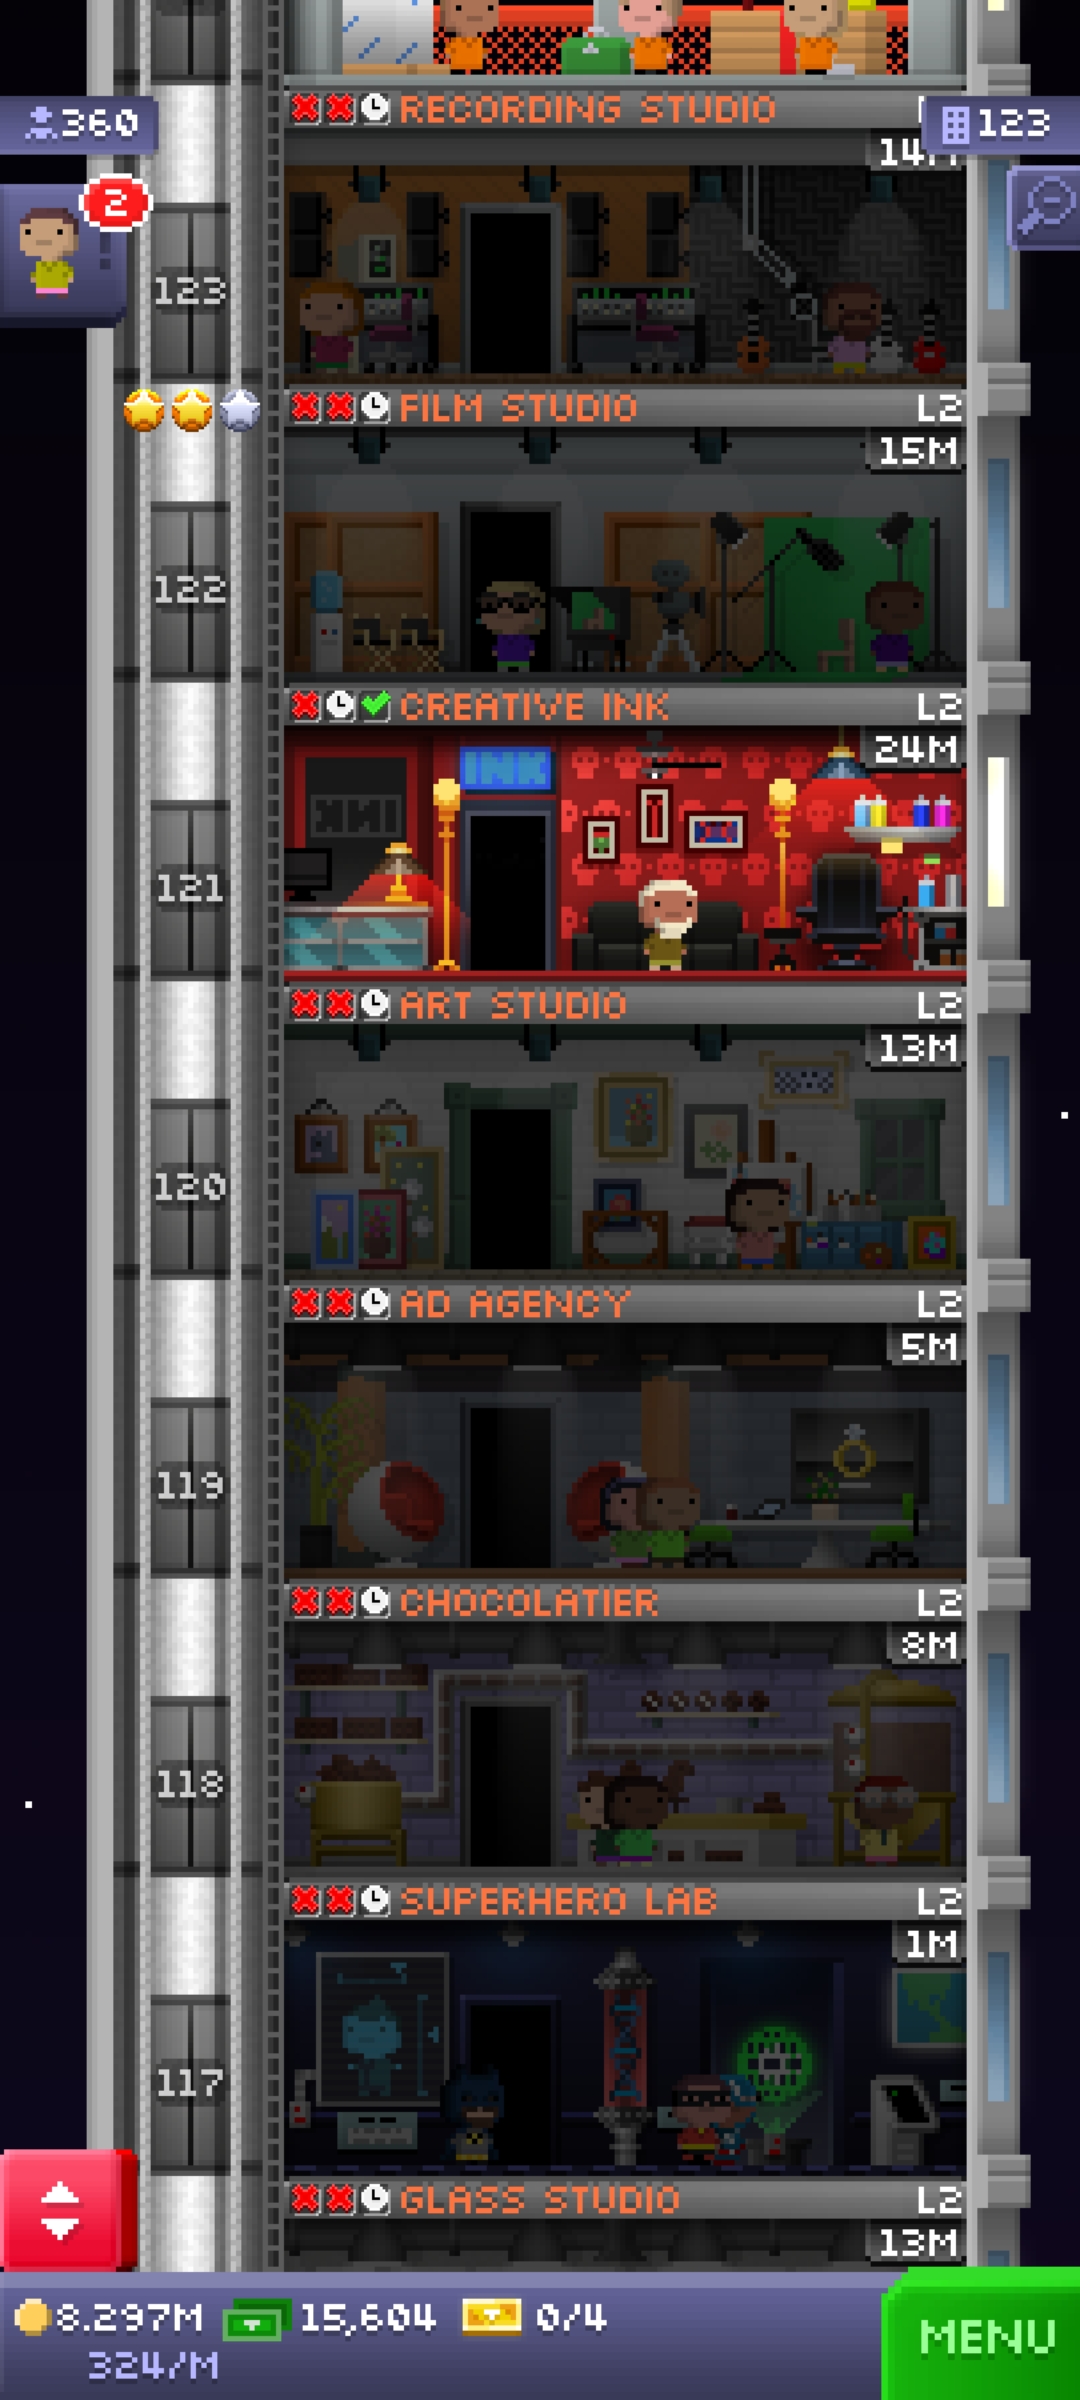 RECORDING STUDIO
360
123
14M
2
123
FILM STUDIO L2
15M
122
CREATIVE INK L2
24M
INK
INK
121
ART STUDIO L2
13M
120
AD AGENCY L2
5M
119
CHOCOLATIER L2
8M
118
SUPERHERO LAB L2
1M
117
GLASS STUDIO L2
13M
8.297M 15,604 0/4
324/M
MENU